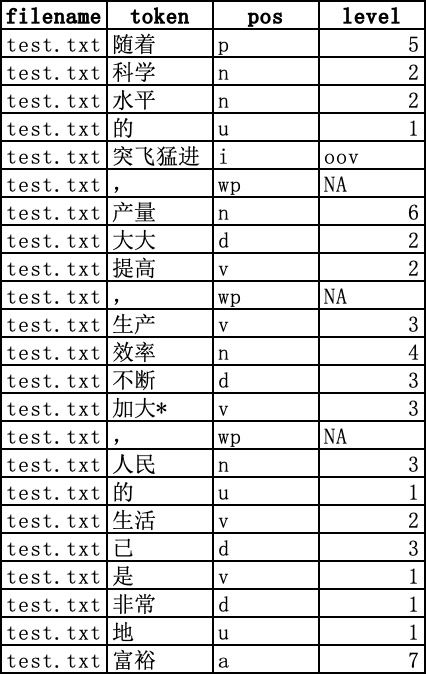 filename token pos level
test.txt 随着 p 5
test.txt 科学 n 2
test.txt 水平 n 2
test.txt 的 u 1
test.txt 突飞猛进 i oov
test.txt ， wp NA
test.txt 产量 n 6
test.txt 大大 d 2
test.txt 提高 v 2
test.txt ， wp NA
test.txt 生产 v 3
test.txt 效率 n 4
test.txt 不断 d 3
test.txt 加大* v 3
test.txt ， wp NA
test.txt 人民 n 3
test.txt 的 u 1
test.txt 生活 v 2
test.txt 已 d 3
test.txt 是 v 1
test.txt 非常 d 1
test.txt 地 u 1
test.txt 富裕 a 7